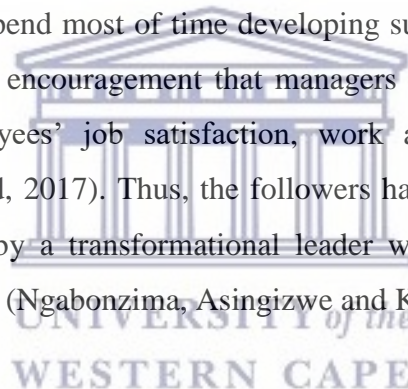 pend most of time developing su
encouragement that managers
yees’ job satisfaction, work a
d, 2017). Thus, the followers ha
by a transformational leader w
(Ngabonzima, Asingizwe and K
UNIVERSITY of the
WESTERN CAPE